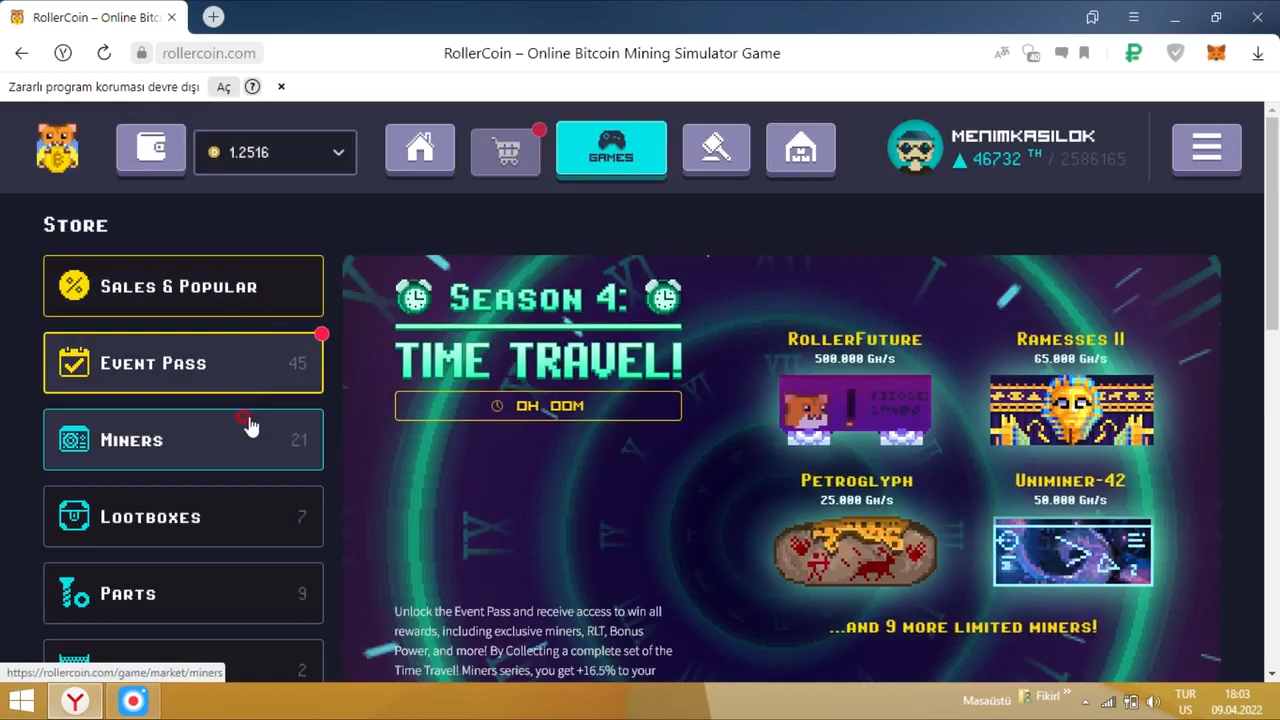 RollerCoin – Online Bitc
rollercoin.com
RollerCoin – Online Bitcoin Mining Simulator Game
40
Zararlı program koruması devre dışı
Aç
?
1.2516
GAMES
MENIMKASILOK
46732 TH / 2586165
STORE
SALES & POPULAR
EVENT PASS 45
MINERS 21
LOOTBOXES 7
PARTS 9
2
SEASON 4:
TIME TRAVEL!
0H 00M
Unlock the Event Pass and receive access to win all
rewards, including exclusive miners, RLT, Bonus
Power, and more! By Collecting a complete set of the
Time Travel! Miners series, you get +16.5% to your
ROLLERFUTURE
500.000 GH/S
RAMESSES II
65.000 GH/S
PETROGLYPH
25.000 GH/S
UNIMINER-42
50.000 GH/S
...AND 9 MORE LIMITED MINERS!
https://rollercoin.com/game/market/miners
Masaüstü
Fikirl
TUR
US
18:03
09.04.2022